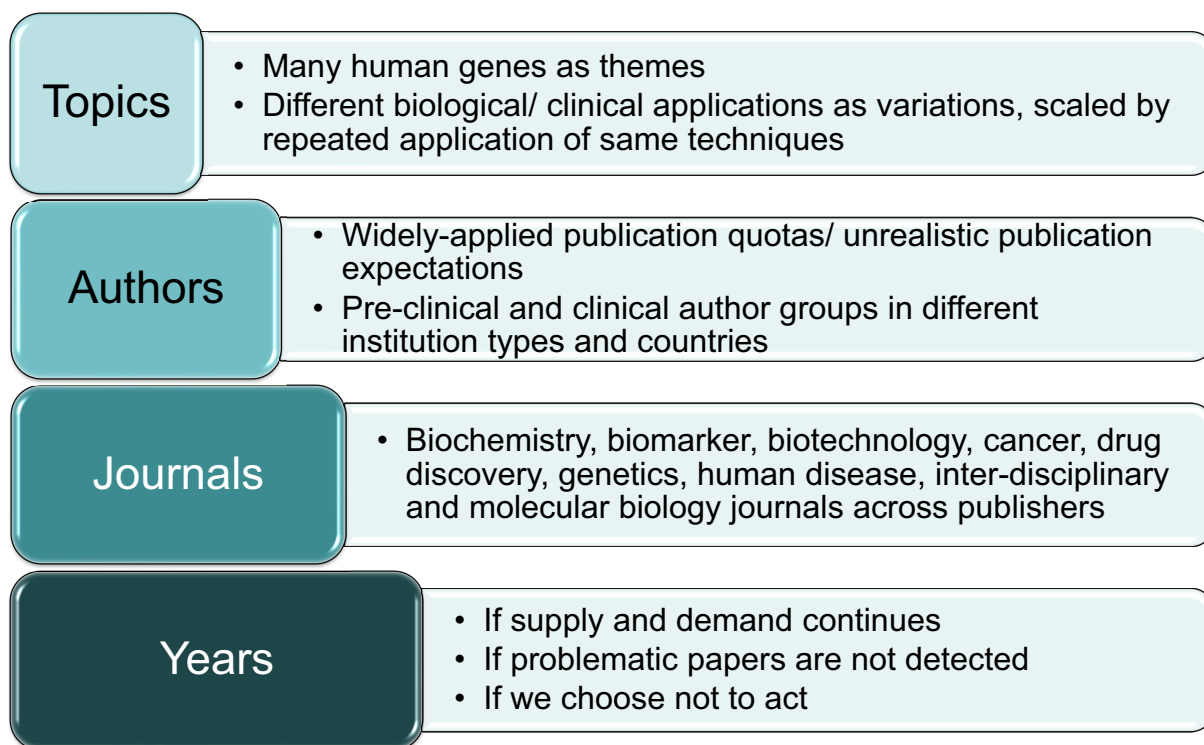 Topics
• Many human genes as themes
• Different biological/ clinical applications as variations, scaled by
repeated application of same techniques
Authors
• Widely-applied publication quotas/ unrealistic publication
expectations
• Pre-clinical and clinical author groups in different
institution types and countries
Journals
• Biochemistry, biomarker, biotechnology, cancer, drug
discovery, genetics, human disease, inter-disciplinary
and molecular biology journals across publishers
Years
• If supply and demand continues
• If problematic papers are not detected
• If we choose not to act